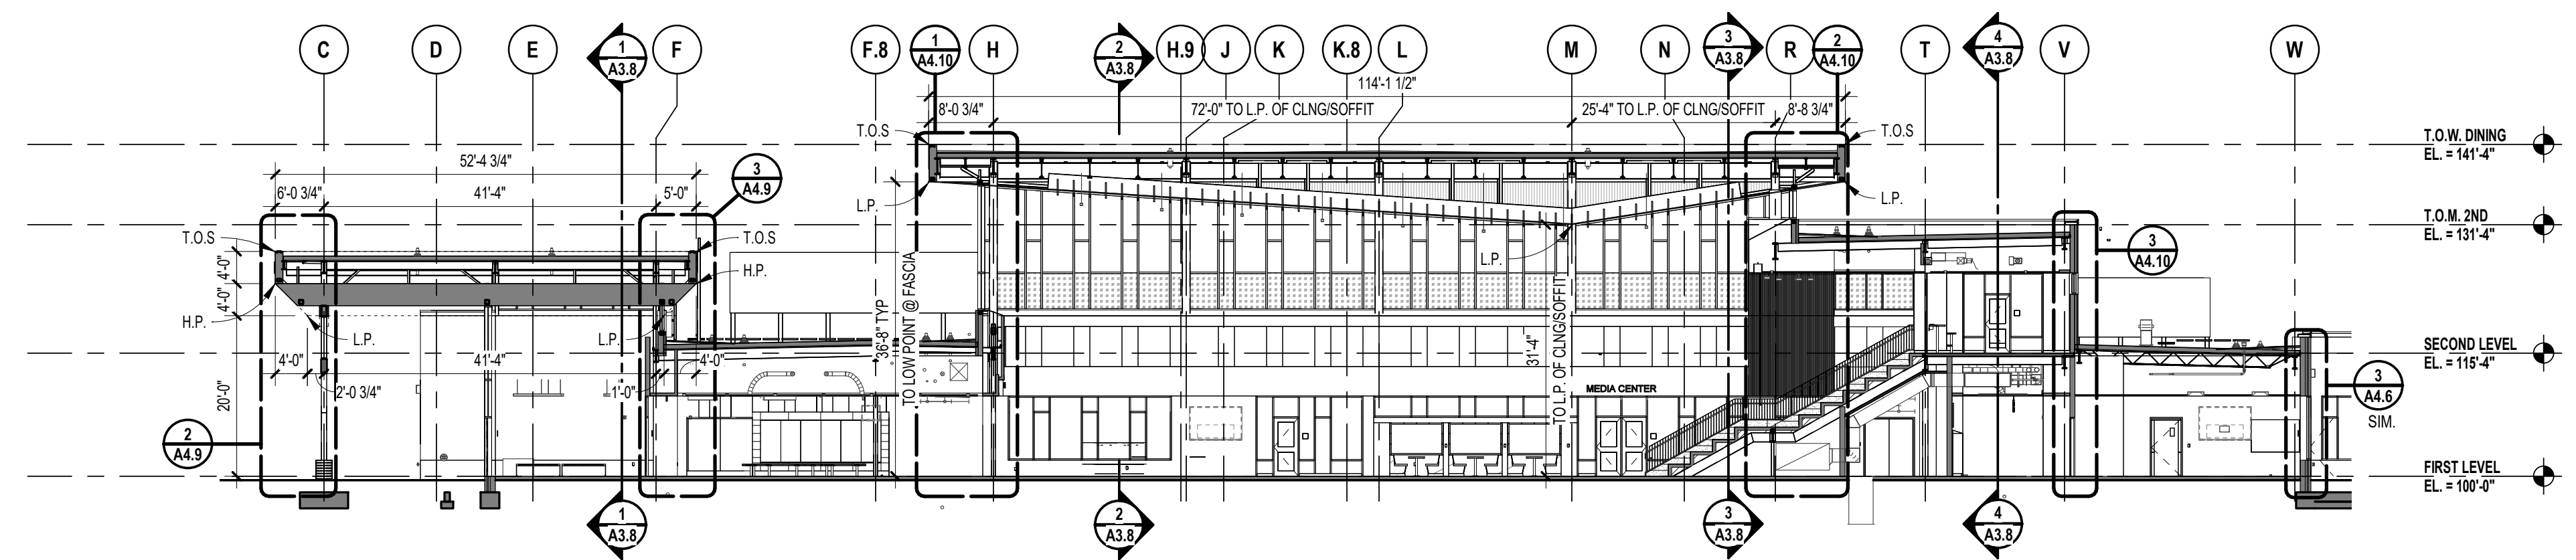 C
D
E
1
A3.8
F
F.8
1
A4.10
H
2
A3.8
H.9
J
K
K.8
L
M
N
3
A3.8
R
2
A4.10
T
4
A3.8
V
W
114'-1 1/2"
8'-0 3/4"
72'-0" TO L.P. OF CLNG/SOFFIT
25'-4" TO L.P. OF CLNG/SOFFIT
8'-8 3/4"
T.O.S
T.O.S
T.O.W. DINING
EL. = 141'-4"
52'-4 3/4"
3
A4.9
6'-0 3/4"
41'-4"
5'-0"
L.P.
L.P.
T.O.M. 2ND
EL. = 131'-4"
T.O.S
T.O.S
3
A4.10
4'-0"
H.P.
L.P.
4'-0"
H.P.
L.P.
L.P.
36'-8" TYP
TO LOW POINT @ FASCIA
31'-4"
TO L.P. OF CLNG/SOFFIT
SECOND LEVEL
EL. = 115'-4"
4'-0"
41'-4"
4'-0"
2'-0 3/4"
1'-0"
20'-0"
MEDIA CENTER
3
A4.6
SIM.
2
A4.9
FIRST LEVEL
EL. = 100'-0"
1
A3.8
2
A3.8
3
A3.8
4
A3.8